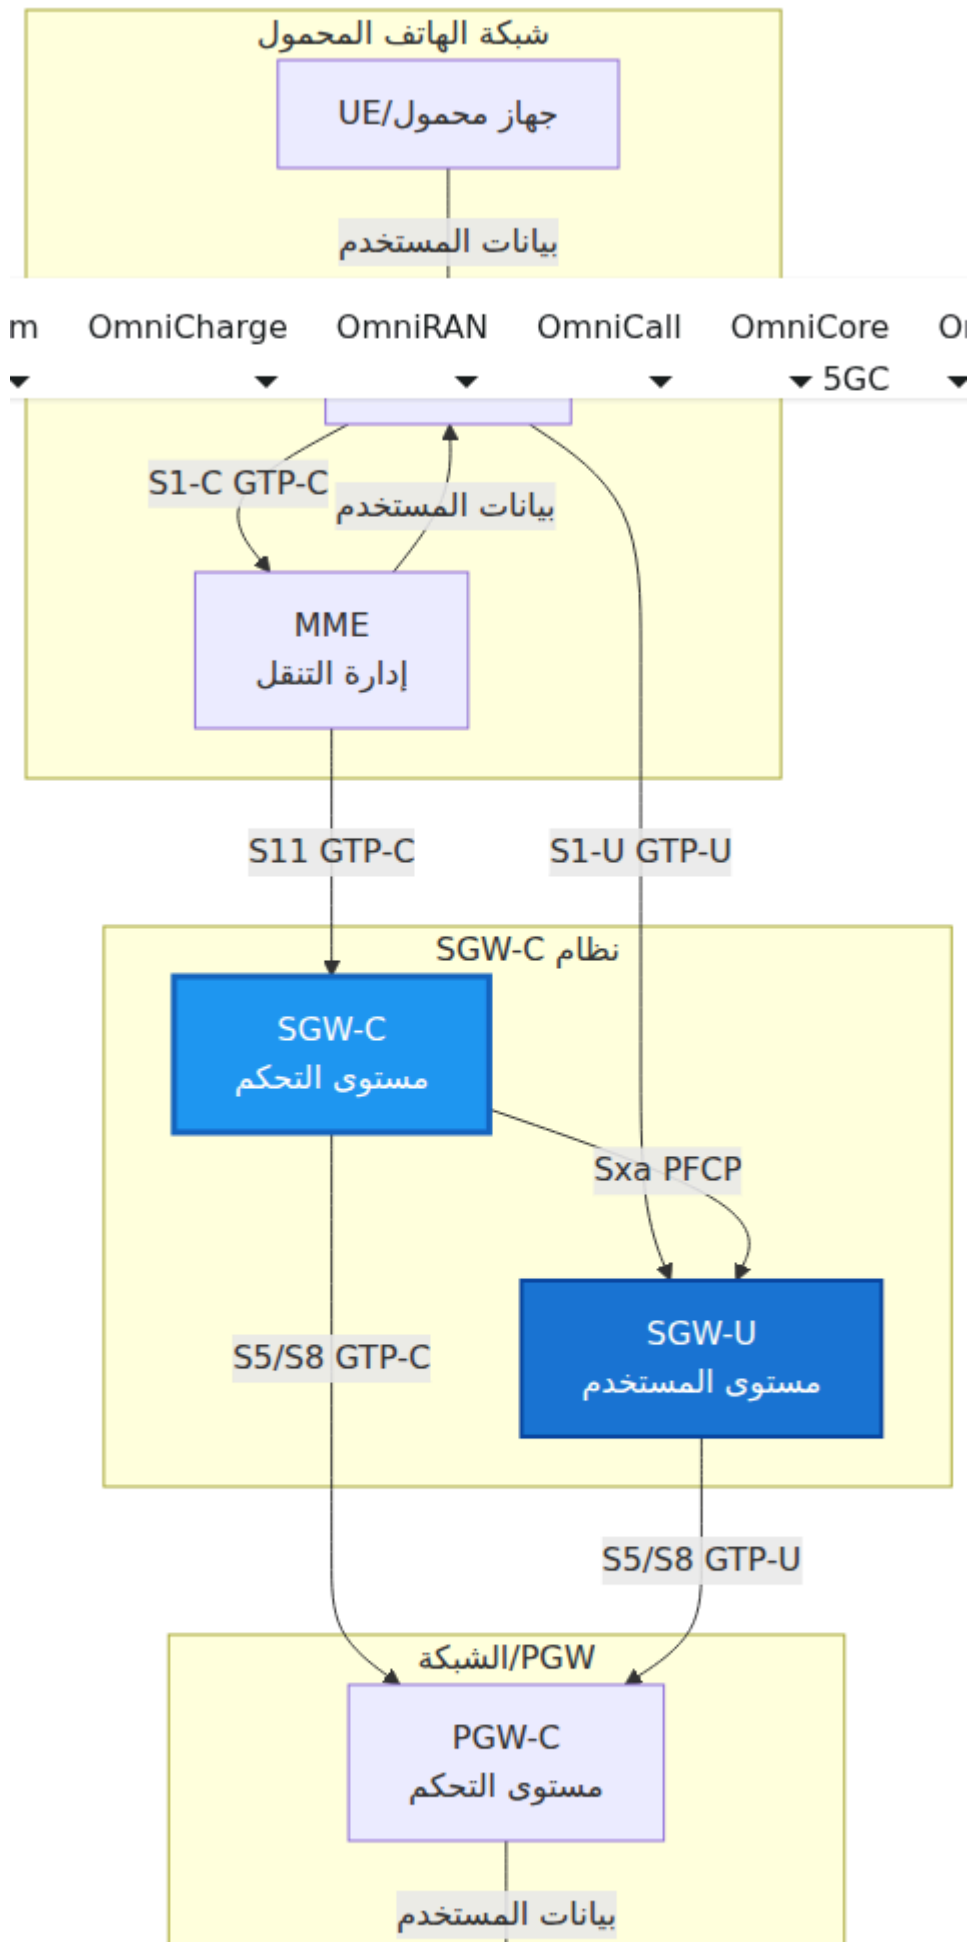 شبكة الهاتف المحمول
جهاز محمول/UE
بيانات المستخدم
OmniCharge OmniRAN OmniCall OmniCore
5GC
S1-C GTP-C
بيانات المستخدم
MME
إدارة التنقل
S11 GTP-C
S1-U GTP-U
نظام SGW-C
SGW-C
مستوى التحكم
Sxa PFCP
SGW-U
مستوى المستخدم
S5/S8 GTP-C
S5/S8 GTP-U
الشبكة/PGW
PGW-C
مستوى التحكم
بيانات المستخدم